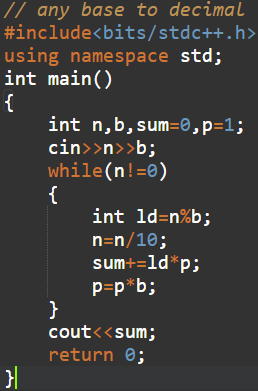 // any base to decimal
#include<bits/stdc++.h>
using namespace std;
int main()
{
    int n,b,sum=0,p=1;
    cin>>n>>b;
    while(n!=0)
    {
        int ld=n%b;
        n=n/10;
        sum+=ld*p;
        p=p*b;
    }
    cout<<sum;
    return 0;
}